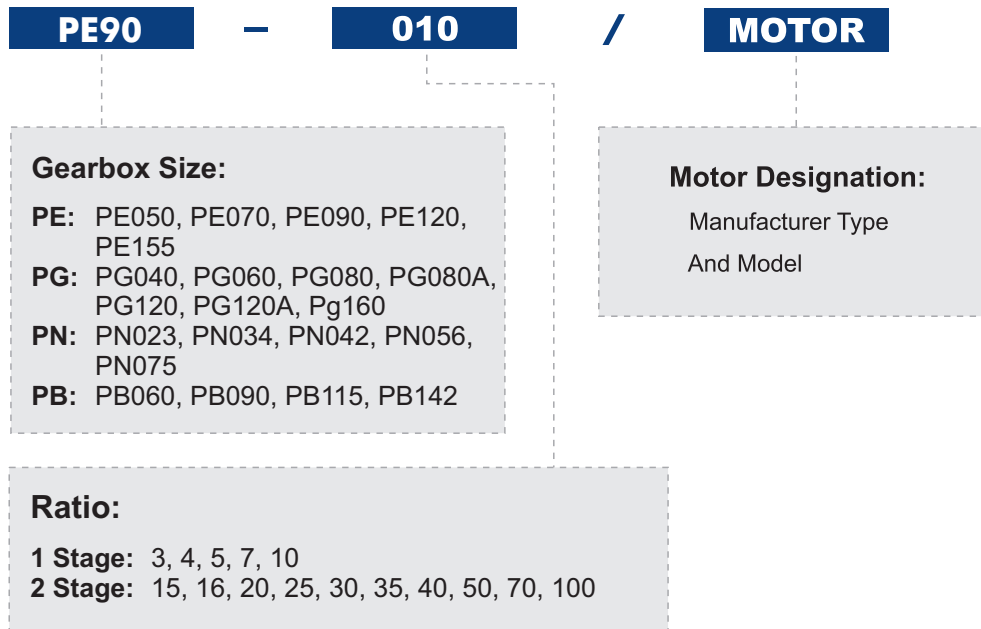 PE90 – 010 / MOTOR
Gearbox Size:
PE: PE050, PE070, PE090, PE120,
PE155
PG: PG040, PG060, PG080, PG080A,
PG120, PG120A, Pg160
PN: PN023, PN034, PN042, PN056,
PN075
PB: PB060, PB090, PB115, PB142
Motor Designation:
Manufacturer Type
And Model
Ratio:
1 Stage: 3, 4, 5, 7, 10
2 Stage: 15, 16, 20, 25, 30, 35, 40, 50, 70, 100